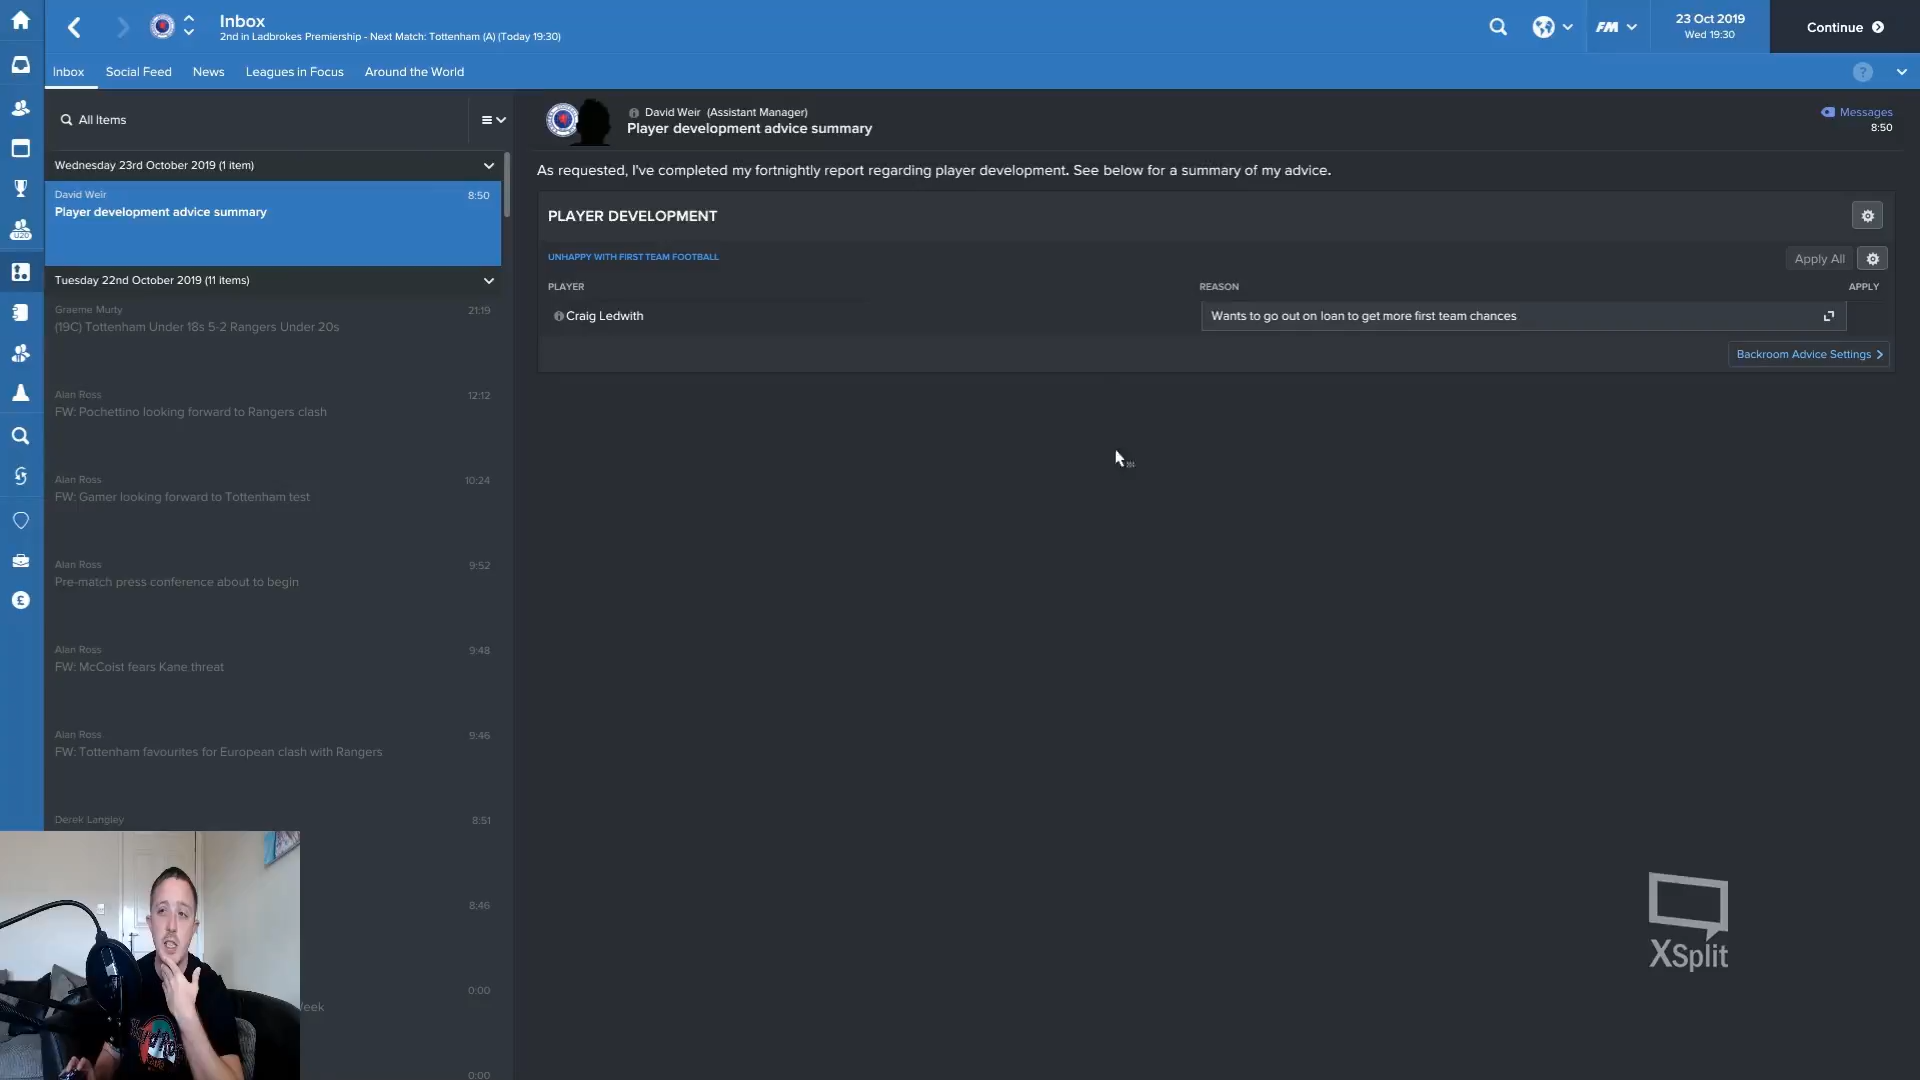 Inbox
2nd in Ladbrokes Premiership - Next Match: Tottenham (A) (Today 19:30)
FM
23 Oct 2019
Wed 19:30
Continue
Inbox
Social Feed
News
Leagues in Focus
Around the World
?
All Items
Wednesday 23rd October 2019 (1 item)
David Weir
8:50
Player development advice summary
Tuesday 22nd October 2019 (11 items)
Graeme Murty
21:19
(19C) Tottenham Under 18s 5-2 Rangers Under 20s
Alan Ross
12:12
FW: Pochettino looking forward to Rangers clash
Alan Ross
10:24
FW: Gamer looking forward to Tottenham test
Alan Ross
9:52
Pre-match press conference about to begin
Alan Ross
9:48
FW: McCoist fears Kane threat
Alan Ross
9:46
FW: Tottenham favourites for European clash with Rangers
Derek Langley
8:51
8:46
0:00
0:00
U20
£
David Weir (Assistant Manager)
Player development advice summary
Messages
8:50
As requested, I've completed my fortnightly report regarding player development. See below for a summary of my advice.
PLAYER DEVELOPMENT
UNHAPPY WITH FIRST TEAM FOOTBALL
Apply All
PLAYER
REASON
APPLY
Craig Ledwith
Wants to go out on loan to get more first team chances
Backroom Advice Settings
XSplit